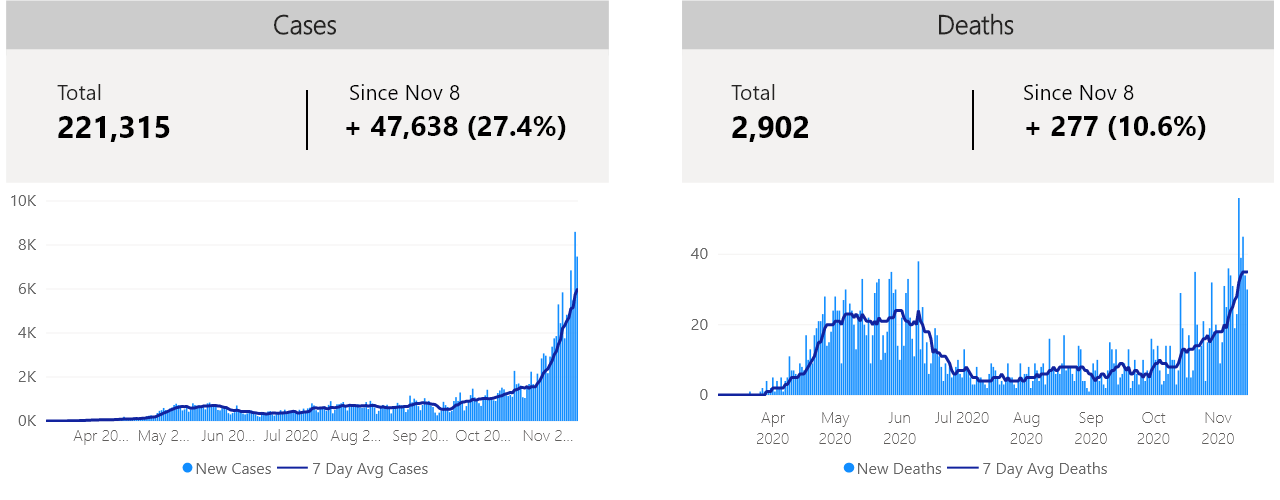 Cases
Total
221,315
Since Nov 8
+ 47,638 (27.4%)
10K
8K
6K
4K
2K
0K
Apr 20... May 2... Jun 20... Jul 2020 Aug 2... Sep 20... Oct 20... Nov 2...
New Cases 7 Day Avg Cases
Deaths
Total
2,902
Since Nov 8
+ 277 (10.6%)
40
20
0
Apr 2020
May 2020
Jun 2020
Jul 2020
Aug 2020
Sep 2020
Oct 2020
Nov 2020
New Deaths 7 Day Avg Deaths